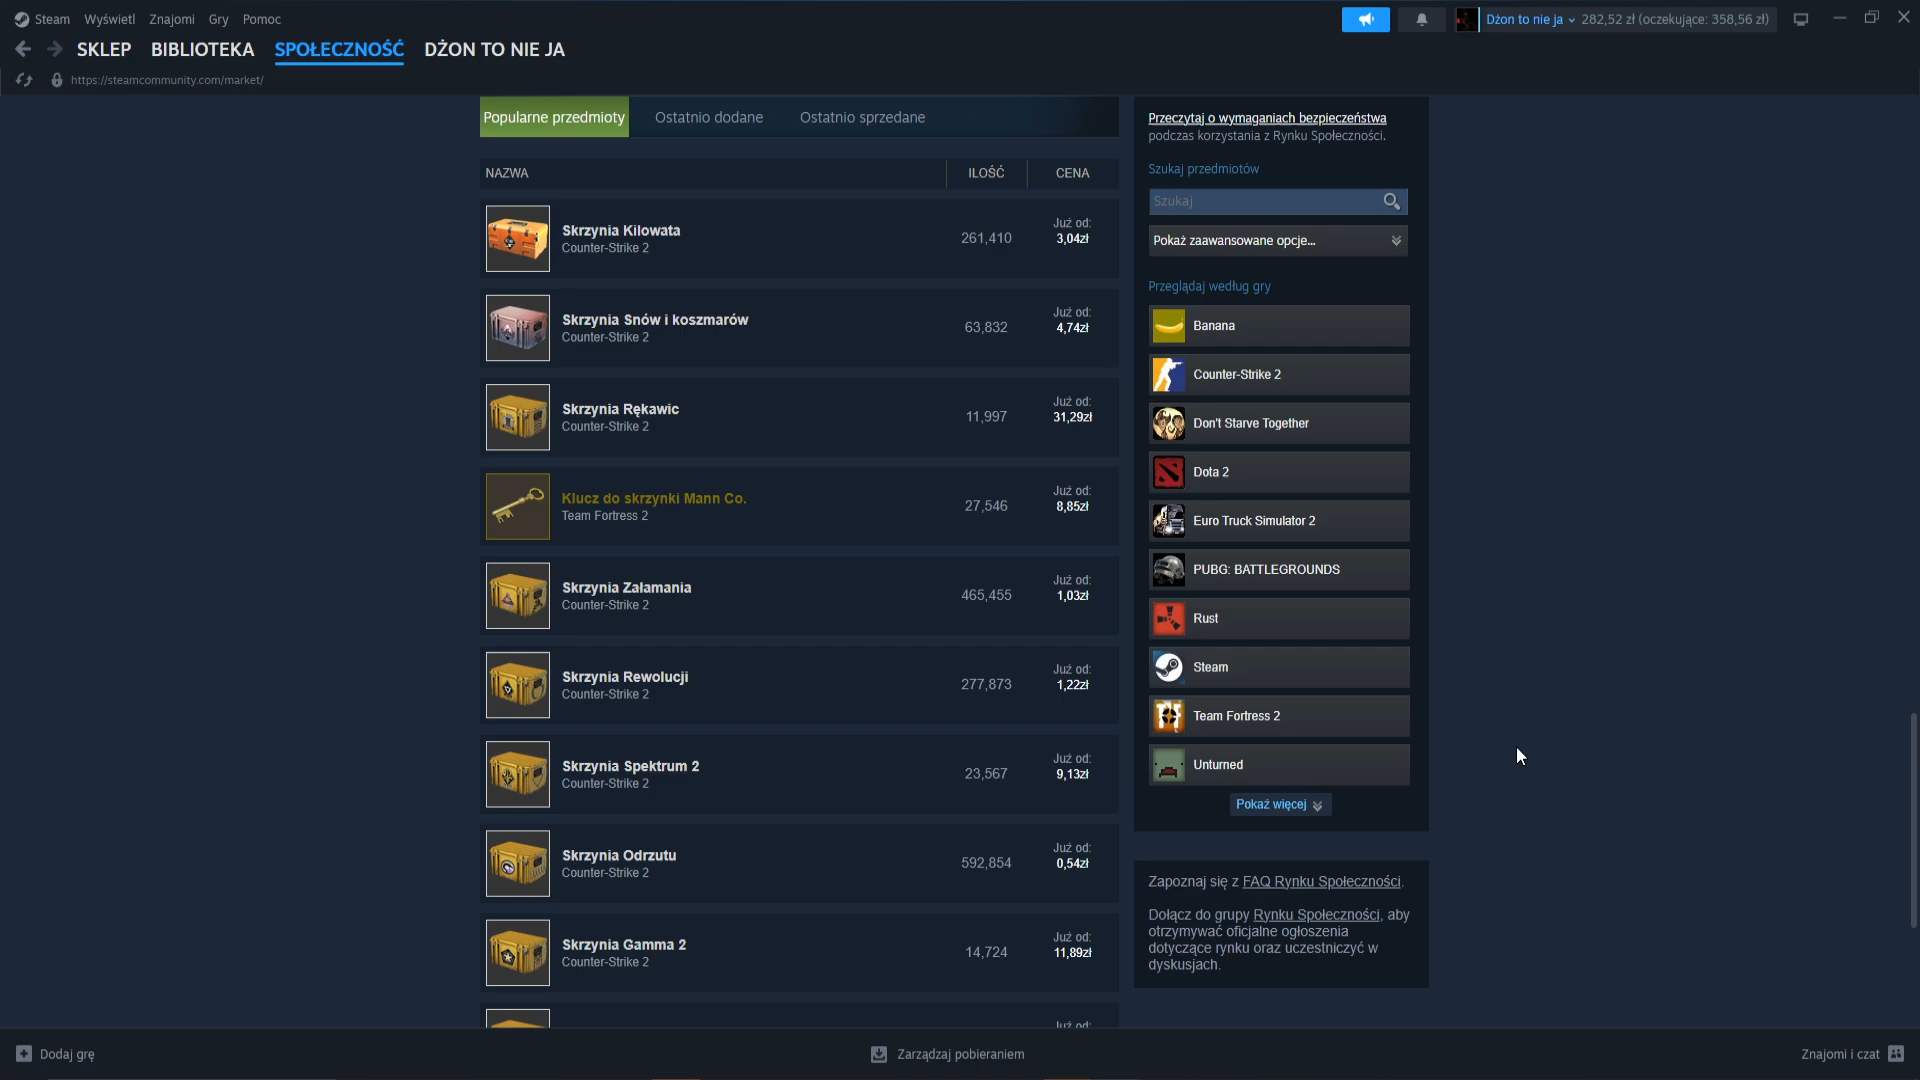 Steam Wyświetl Znajomi Gry Pomoc
Dżon to nie ja 282,52 zł (oczekujące: 358,56 zł)
SKLEP BIBLIOTEKA SPOŁECZNOŚĆ DŻON TO NIE JA
https://steamcommunity.com/market/
Popularne przedmioty Ostatnio dodane Ostatnio sprzedane
NAZWA ILOŚĆ CENA
Skrzynia Kilowata
Counter-Strike 2
261,410
Już od:
3,04zł
Skrzynia Snów i koszmarów
Counter-Strike 2
63,832
Już od:
4,74zł
Skrzynia Rękawic
Counter-Strike 2
11,997
Już od:
31,29zł
Klucz do skrzynki Mann Co.
Team Fortress 2
27,546
Już od:
8,85zł
Skrzynia Załamania
Counter-Strike 2
465,455
Już od:
1,03zł
Skrzynia Rewolucji
Counter-Strike 2
277,873
Już od:
1,22zł
Skrzynia Spektrum 2
Counter-Strike 2
23,567
Już od:
9,13zł
Skrzynia Odrzutu
Counter-Strike 2
592,854
Już od:
0,54zł
Skrzynia Gamma 2
Counter-Strike 2
14,724
Już od:
11,89zł
Już od:
Przeczytaj o wymaganiach bezpieczeństwa
podczas korzystania z Rynku Społeczności.
Szukaj przedmiotów
Szukaj
Pokaż zaawansowane opcje...
Przeglądaj według gry
Banana
Counter-Strike 2
Don't Starve Together
Dota 2
Euro Truck Simulator 2
PUBG: BATTLEGROUNDS
Rust
Steam
Team Fortress 2
Unturned
Pokaż więcej
Zapoznaj się z FAQ Rynku Społeczności.
Dołącz do grupy Rynku Społeczności, aby
otrzymywać oficjalne ogłoszenia
dotyczące rynku oraz uczestniczyć w
dyskusjach.
Dodaj grę
Zarządzaj pobieraniem
Znajomi i czat